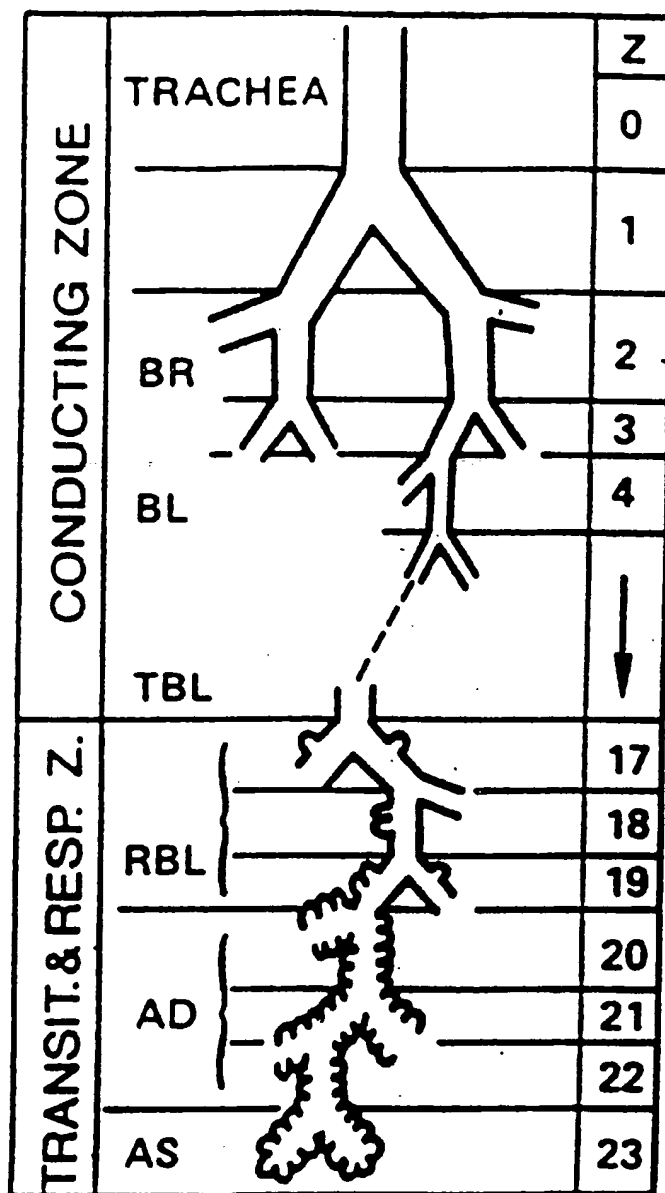 CONDUCTING ZONE
TRANSIT.& RESP. Z.
Z
TRACHEA
0
1
BR
2
3
BL
4
TBL
17
18
RBL
19
20
AD
21
22
AS
23